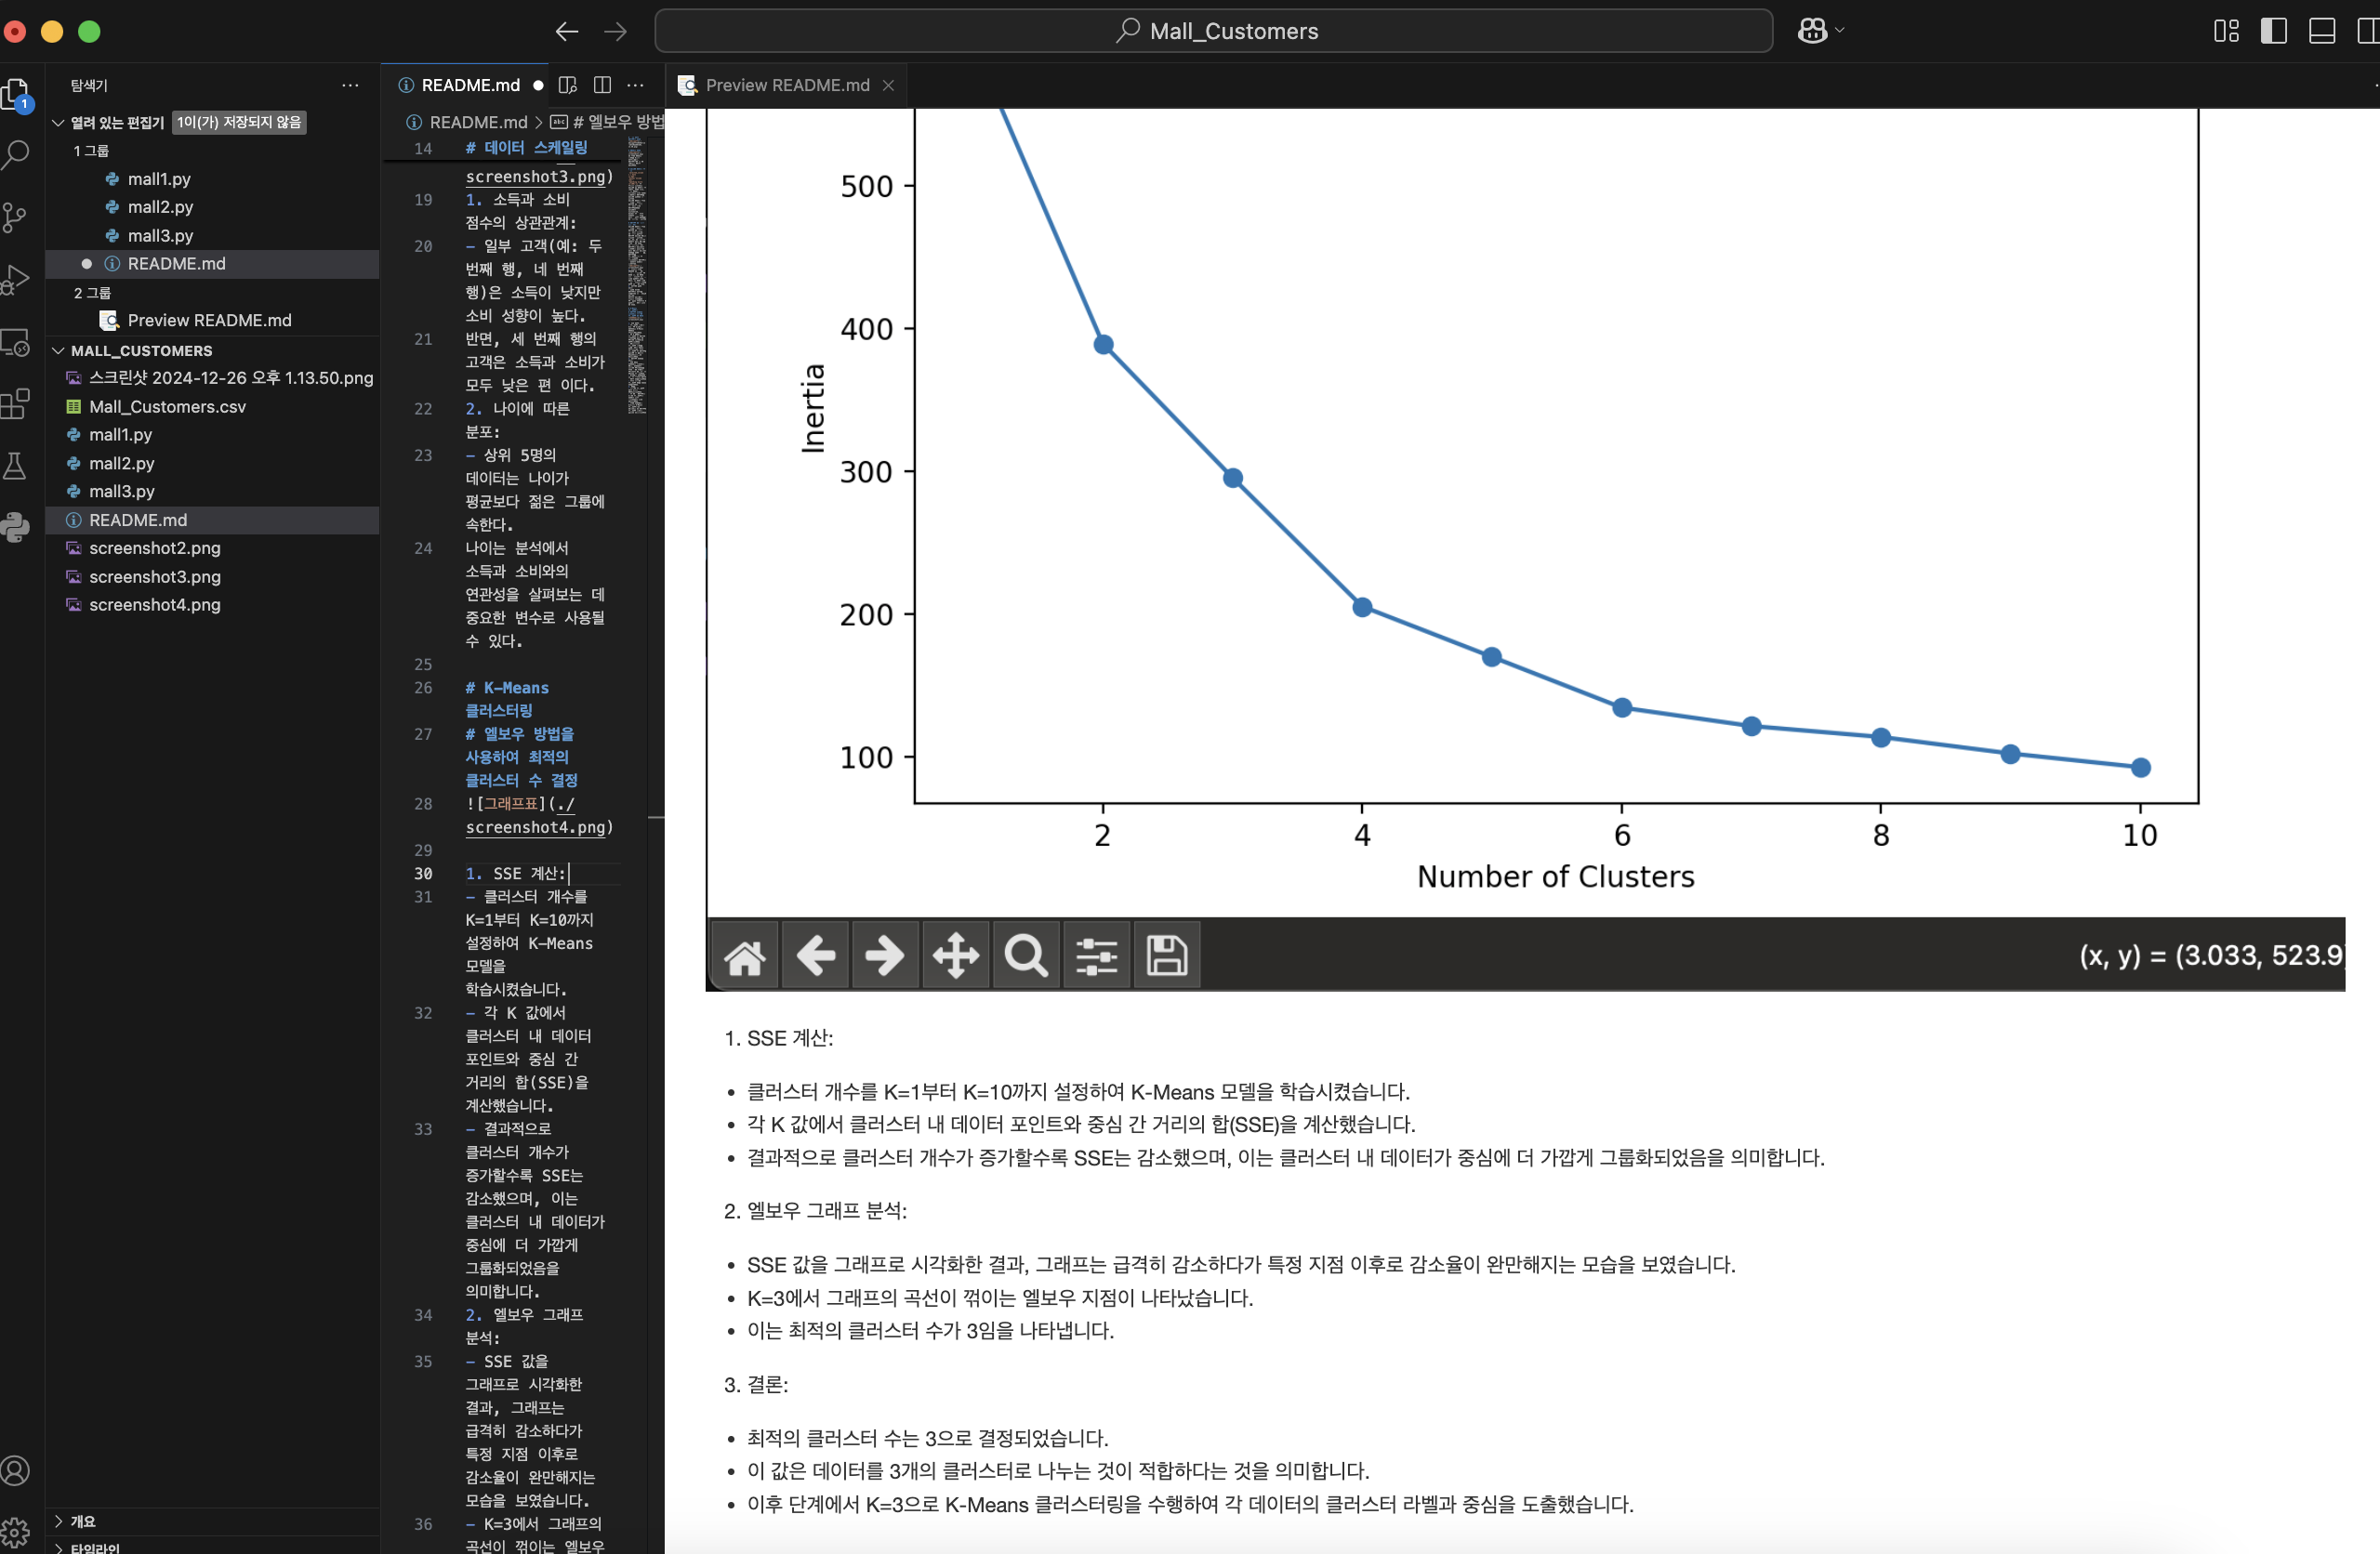 Mall_Customers
탐색기
열려 있는 편집기 1이(가) 저장되지 않음
1 그룹
mall1.py
mall2.py
mall3.py
README.md
2 그룹
Preview README.md
MALL_CUSTOMERS
스크린샷 2024-12-26 오후 1.13.50.png
Mall_Customers.csv
mall1.py
mall2.py
mall3.py
README.md
screenshot2.png
screenshot3.png
screenshot4.png
개요
타임라인
1
README.md
README.md > # 엘보우 방법
14 # 데이터 스케일링
screenshot3.png)
19 1. 소득과 소비
점수의 상관관계:
20 - 일부 고객(예: 두
번째 행, 네 번째
행)은 소득이 낮지만
소비 성향이 높다.
21 반면, 세 번째 행의
고객은 소득과 소비가
모두 낮은 편 이다.
22 2. 나이에 따른
분포:
23 - 상위 5명의
데이터는 나이가
평균보다 젊은 그룹에
속한다.
24 나이는 분석에서
소득과 소비와의
연관성을 살펴보는 데
중요한 변수로 사용될
수 있다.
25
26 # K-Means
클러스터링
27 # 엘보우 방법을
사용하여 최적의
클러스터 수 결정
28 ![그래프표](./
screenshot4.png)
29
30 1. SSE 계산:
31 - 클러스터 개수를
K=1부터 K=10까지
설정하여 K-Means
모델을
학습시켰습니다.
32 - 각 K 값에서
클러스터 내 데이터
포인트와 중심 간
거리의 합(SSE)을
계산했습니다.
33 - 결과적으로
클러스터 개수가
증가할수록 SSE는
감소했으며, 이는
클러스터 내 데이터가
중심에 더 가깝게
그룹화되었음을
의미합니다.
34 2. 엘보우 그래프
분석:
35 - SSE 값을
그래프로 시각화한
결과, 그래프는
급격히 감소하다가
특정 지점 이후로
감소율이 완만해지는
모습을 보였습니다.
36 - K=3에서 그래프의
곡선이 꺾이는 엘보우
Preview README.md
500
400
300
200
100
Inertia
2 4 6 8 10
Number of Clusters
(x, y) = (3.033, 523.9
1. SSE 계산:
• 클러스터 개수를 K=1부터 K=10까지 설정하여 K-Means 모델을 학습시켰습니다.
• 각 K 값에서 클러스터 내 데이터 포인트와 중심 간 거리의 합(SSE)을 계산했습니다.
• 결과적으로 클러스터 개수가 증가할수록 SSE는 감소했으며, 이는 클러스터 내 데이터가 중심에 더 가깝게 그룹화되었음을 의미합니다.
2. 엘보우 그래프 분석:
• SSE 값을 그래프로 시각화한 결과, 그래프는 급격히 감소하다가 특정 지점 이후로 감소율이 완만해지는 모습을 보였습니다.
• K=3에서 그래프의 곡선이 꺾이는 엘보우 지점이 나타났습니다.
• 이는 최적의 클러스터 수가 3임을 나타냅니다.
3. 결론:
• 최적의 클러스터 수는 3으로 결정되었습니다.
• 이 값은 데이터를 3개의 클러스터로 나누는 것이 적합하다는 것을 의미합니다.
• 이후 단계에서 K=3으로 K-Means 클러스터링을 수행하여 각 데이터의 클러스터 라벨과 중심을 도출했습니다.